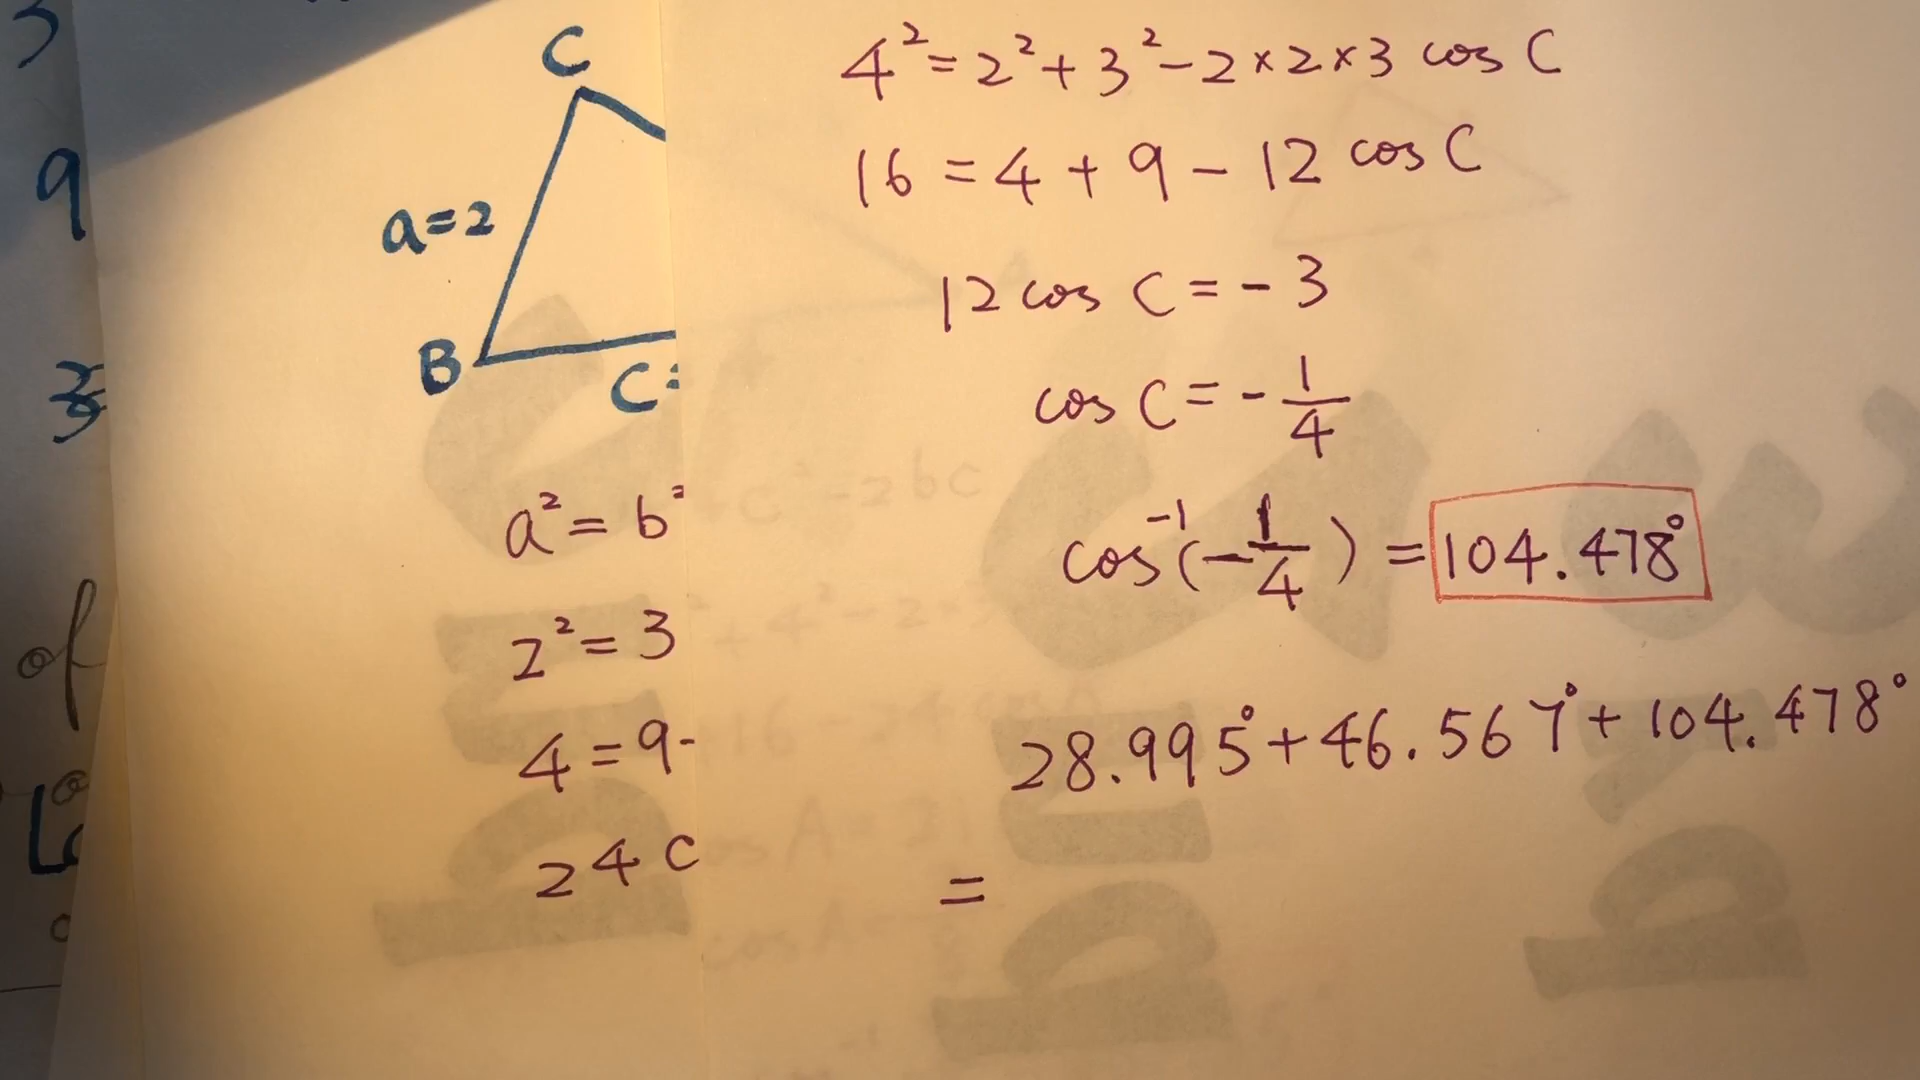 C
a=2
B
C=
a²= b²
2²= 3
4 = 9-
24 c
4²=2²+3²-2×2×3 cos C
16 = 4 + 9 - 12 cos C
12 cos C = - 3
cos C = - 1/4
cos⁻¹(-1/4) = 104.478°
28.995°+46.567°+104.478°
=
3
9
3
of